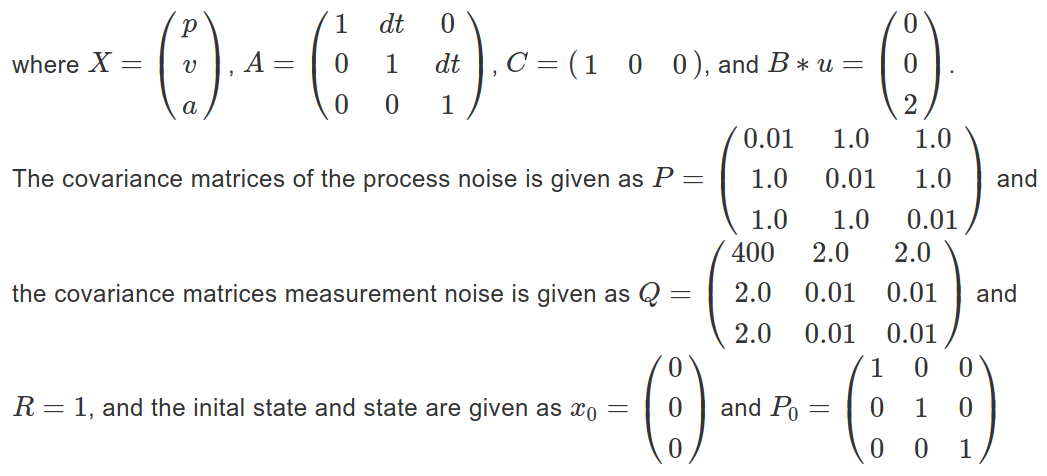 where $X = \begin{pmatrix} p \\ v \\ a \end{pmatrix}$, $A = \begin{pmatrix} 1 & dt & 0 \\ 0 & 1 & dt \\ 0 & 0 & 1 \end{pmatrix}$, $C = (1 \quad 0 \quad 0)$, and $B * u = \begin{pmatrix} 0 \\ 0 \\ 2 \end{pmatrix}$.
The covariance matrices of the process noise is given as $P = \begin{pmatrix} 0.01 & 1.0 & 1.0 \\ 1.0 & 0.01 & 1.0 \\ 1.0 & 1.0 & 0.01 \end{pmatrix}$ and
the covariance matrices measurement noise is given as $Q = \begin{pmatrix} 400 & 2.0 & 2.0 \\ 2.0 & 0.01 & 0.01 \\ 2.0 & 0.01 & 0.01 \end{pmatrix}$ and
$R = 1$, and the inital state and state are given as $x_0 = \begin{pmatrix} 0 \\ 0 \\ 0 \end{pmatrix}$ and $P_0 = \begin{pmatrix} 1 & 0 & 0 \\ 0 & 1 & 0 \\ 0 & 0 & 1 \end{pmatrix}$